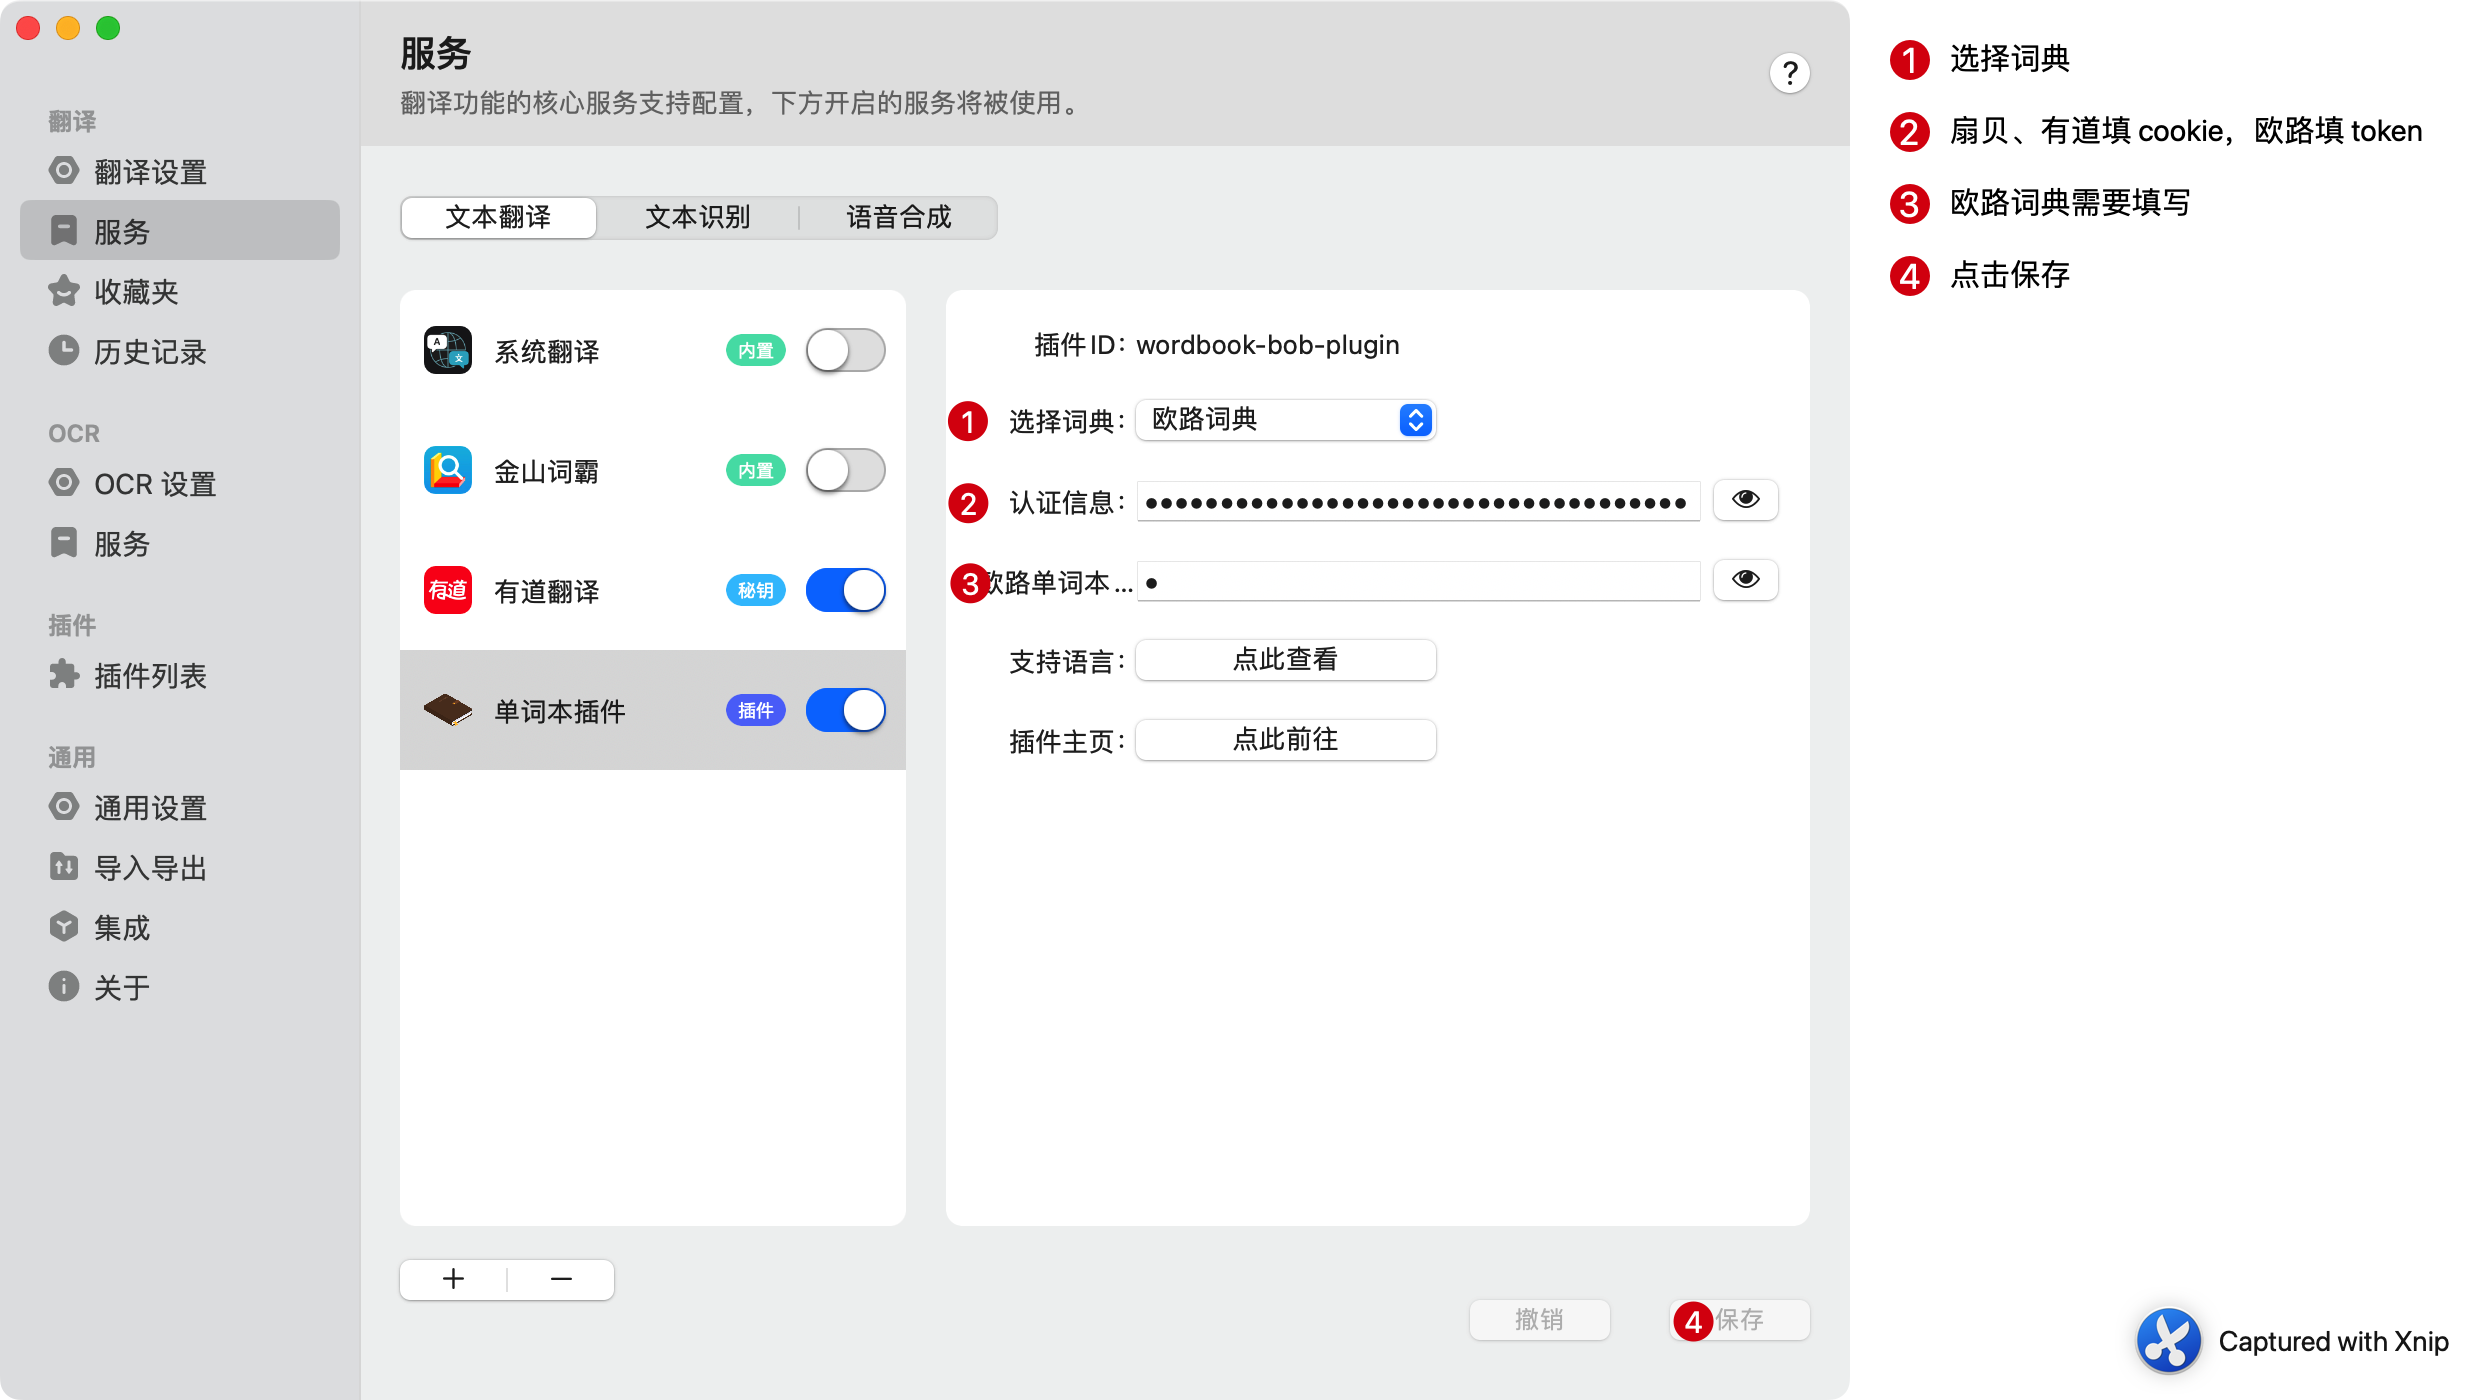 服务
翻译功能的核心服务支持配置，下方开启的服务将被使用。
?
翻译
翻译设置
服务
收藏夹
历史记录
OCR
OCR 设置
服务
插件
插件列表
通用
通用设置
导入导出
集成
关于
文本翻译 文本识别 语音合成
系统翻译 内置
金山词霸 内置
有道 有道翻译 秘钥
单词本插件 插件
插件 ID： wordbook-bob-plugin
1 选择词典： 欧路词典
2 认证信息： ••••••••••••••••••••••••••••••••••••
3 欧路单词本 ... •
支持语言： 点此查看
插件主页： 点此前往
+ −
撤销 4 保存
1 选择词典
2 扇贝、有道填 cookie，欧路填 token
3 欧路词典需要填写
4 点击保存
Captured with Xnip